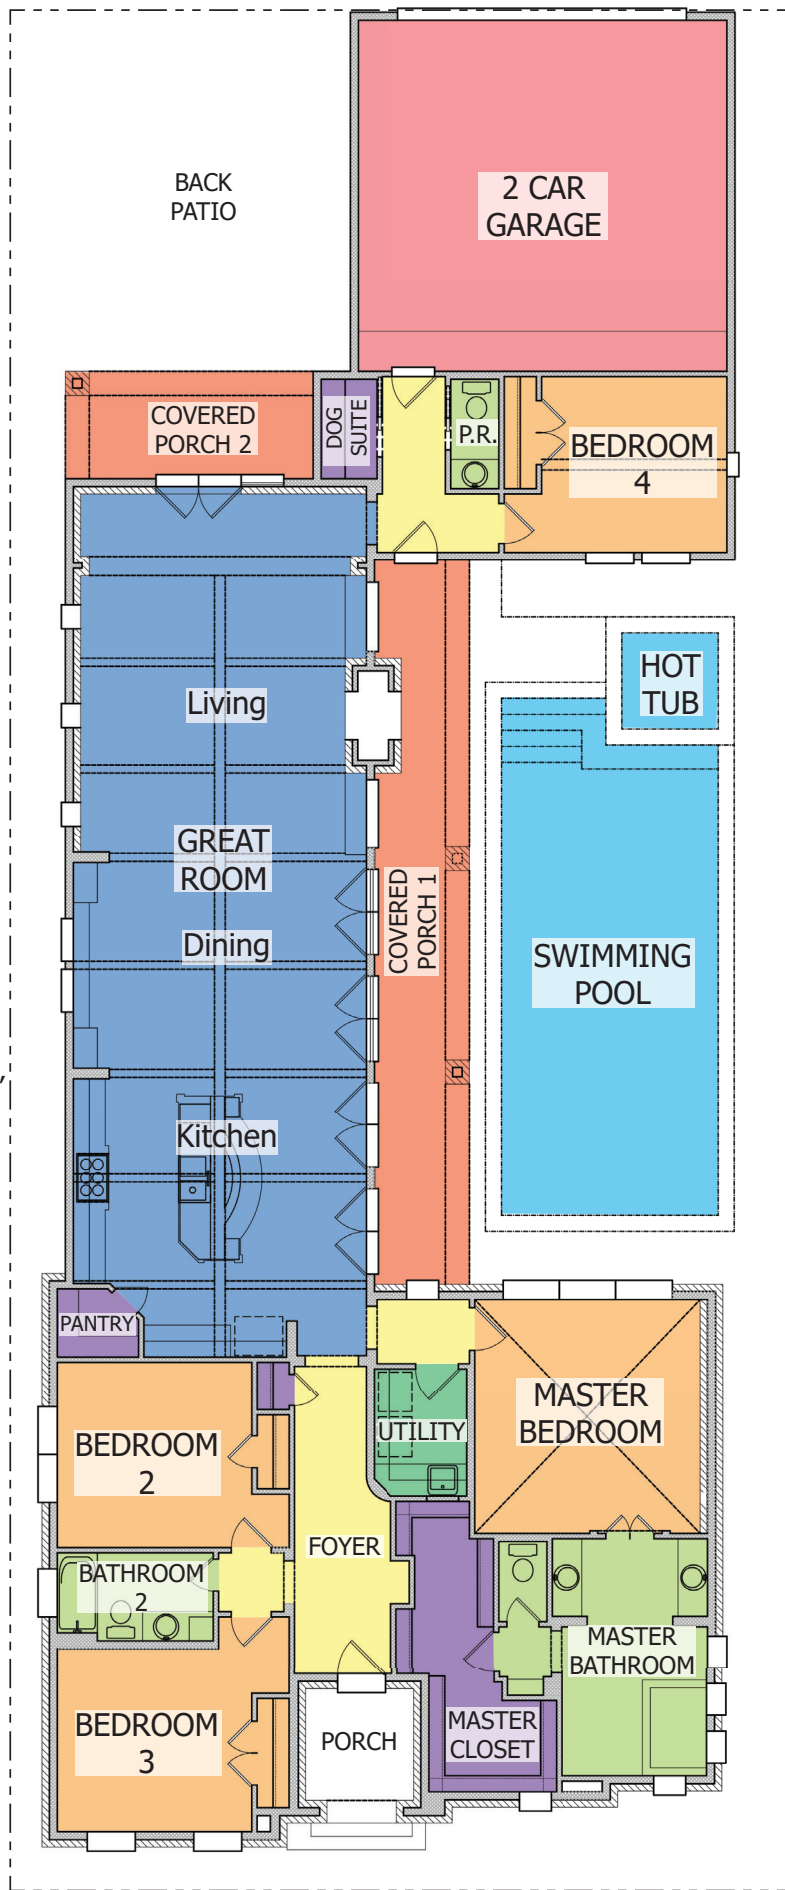 BACK
PATIO
2 CAR
GARAGE
COVERED
PORCH 2
DOG
SUITE
P.R.
BEDROOM
4
Living
HOT
TUB
GREAT
ROOM
COVERED
PORCH 1
Dining
SWIMMING
POOL
Kitchen
PANTRY
MASTER
BEDROOM
UTILITY
BEDROOM
2
FOYER
BATHROOM
2
MASTER
BATHROOM
BEDROOM
3
PORCH
MASTER
CLOSET